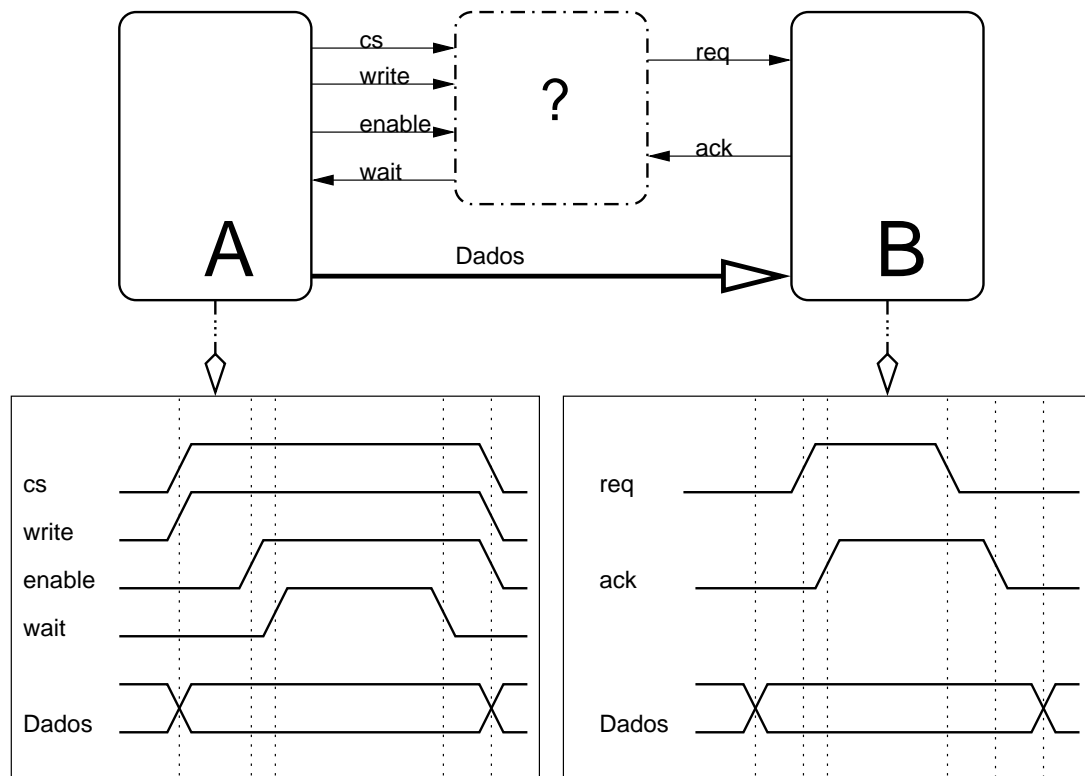 cs
write
enable
wait
?
req
ack
A
Dados
B
cs
write
enable
wait
Dados
req
ack
Dados